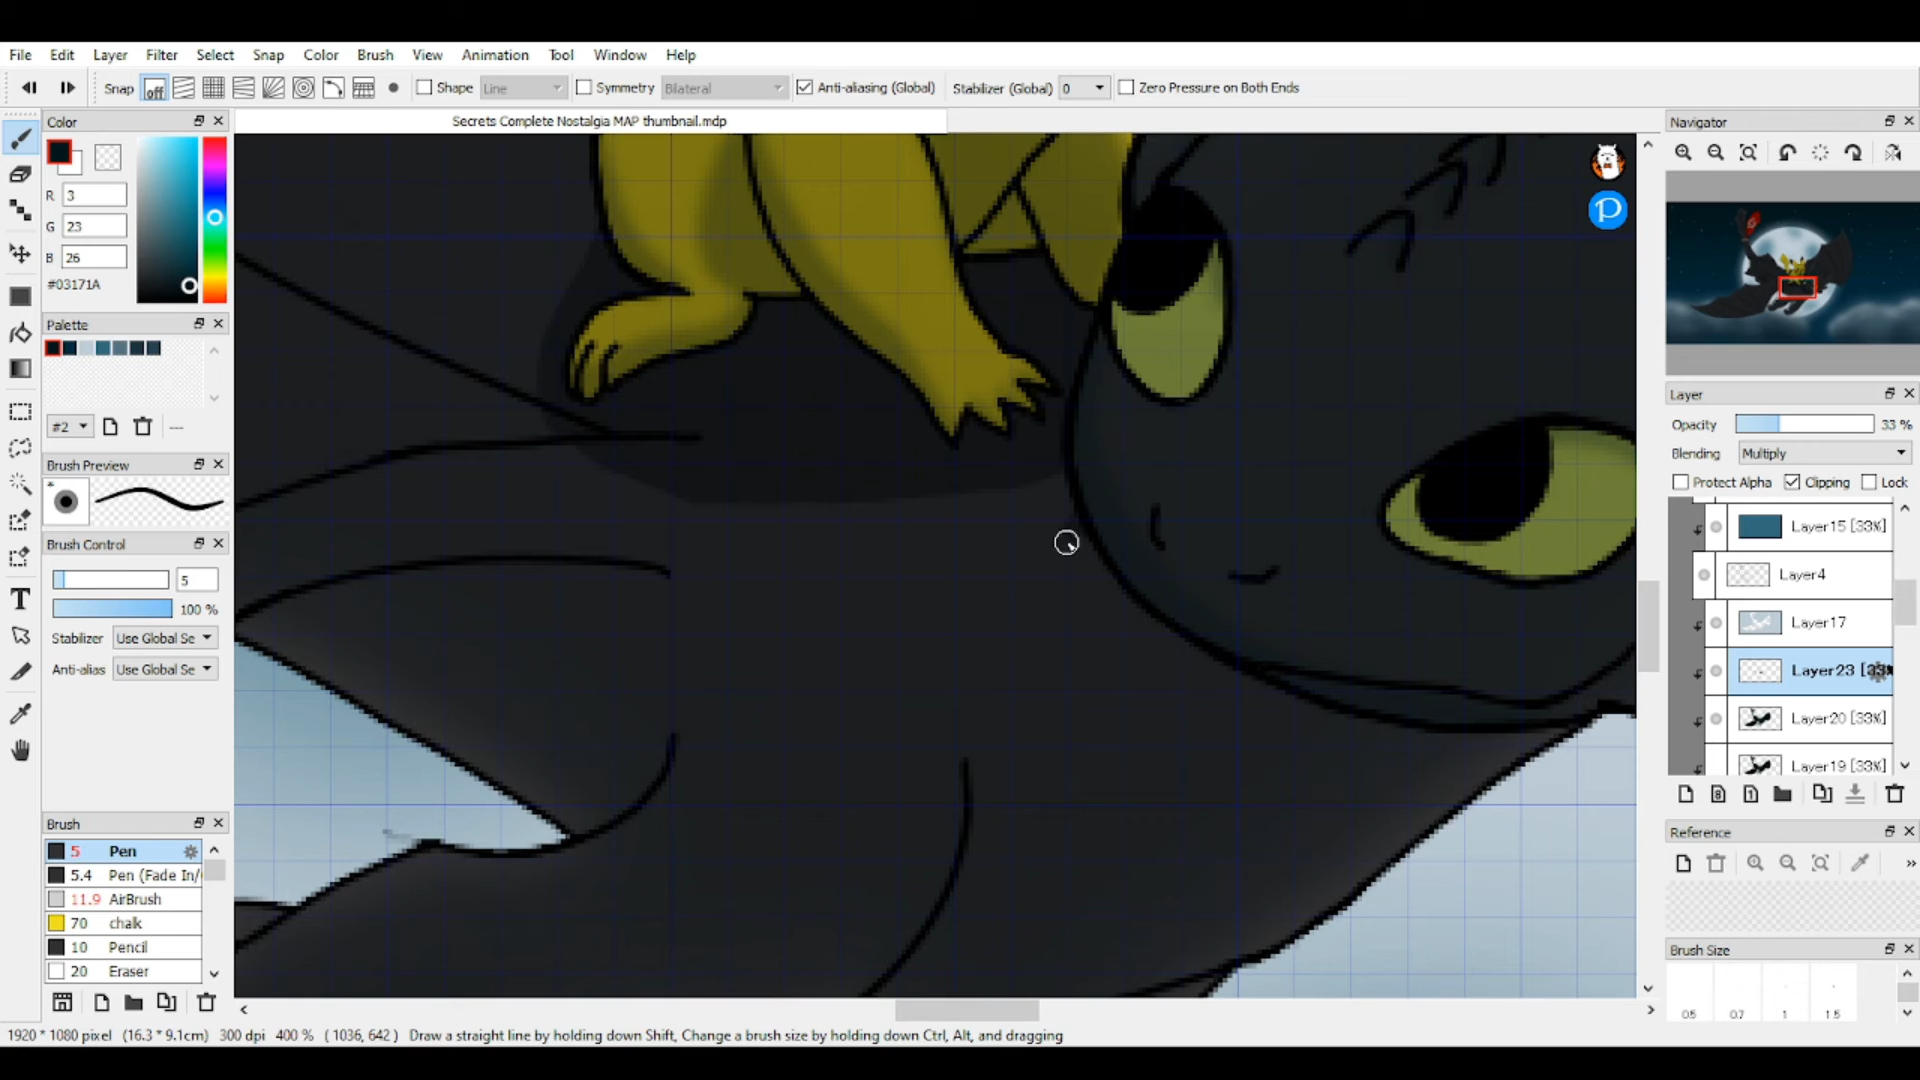 File Edit Layer Filter Select Snap Color Brush View Animation Tool Window Help
Snap off Shape Line Symmetry Bilateral Anti-aliasing (Global) Stabilizer (Global) 0 Zero Pressure on Both Ends
Color
Secrets Complete Nostalgia MAP thumbnail.mdp
R 3
G 23
B 26
#03171A
Palette
#2
---
Brush Preview
Brush Control
5
100 %
Stabilizer Use Global Se
Anti-alias Use Global Se
Brush
5 Pen
5.4 Pen (Fade In/
11.9 AirBrush
70 chalk
10 Pencil
20 Eraser
P
Navigator
Layer
Opacity 33 %
Blending Multiply
Protect Alpha Clipping Lock
Layer15 [33%]
Layer4
Layer17
Layer23 [33%
Layer20 [33%]
Layer19 [33%]
8 1
Reference
Brush Size
0.5 0.7 1 1.5
1920 * 1080 pixel (16.3 * 9.1cm) 300 dpi 400 % ( 1036, 642 ) Draw a straight line by holding down Shift, Change a brush size by holding down Ctrl, Alt, and dragging